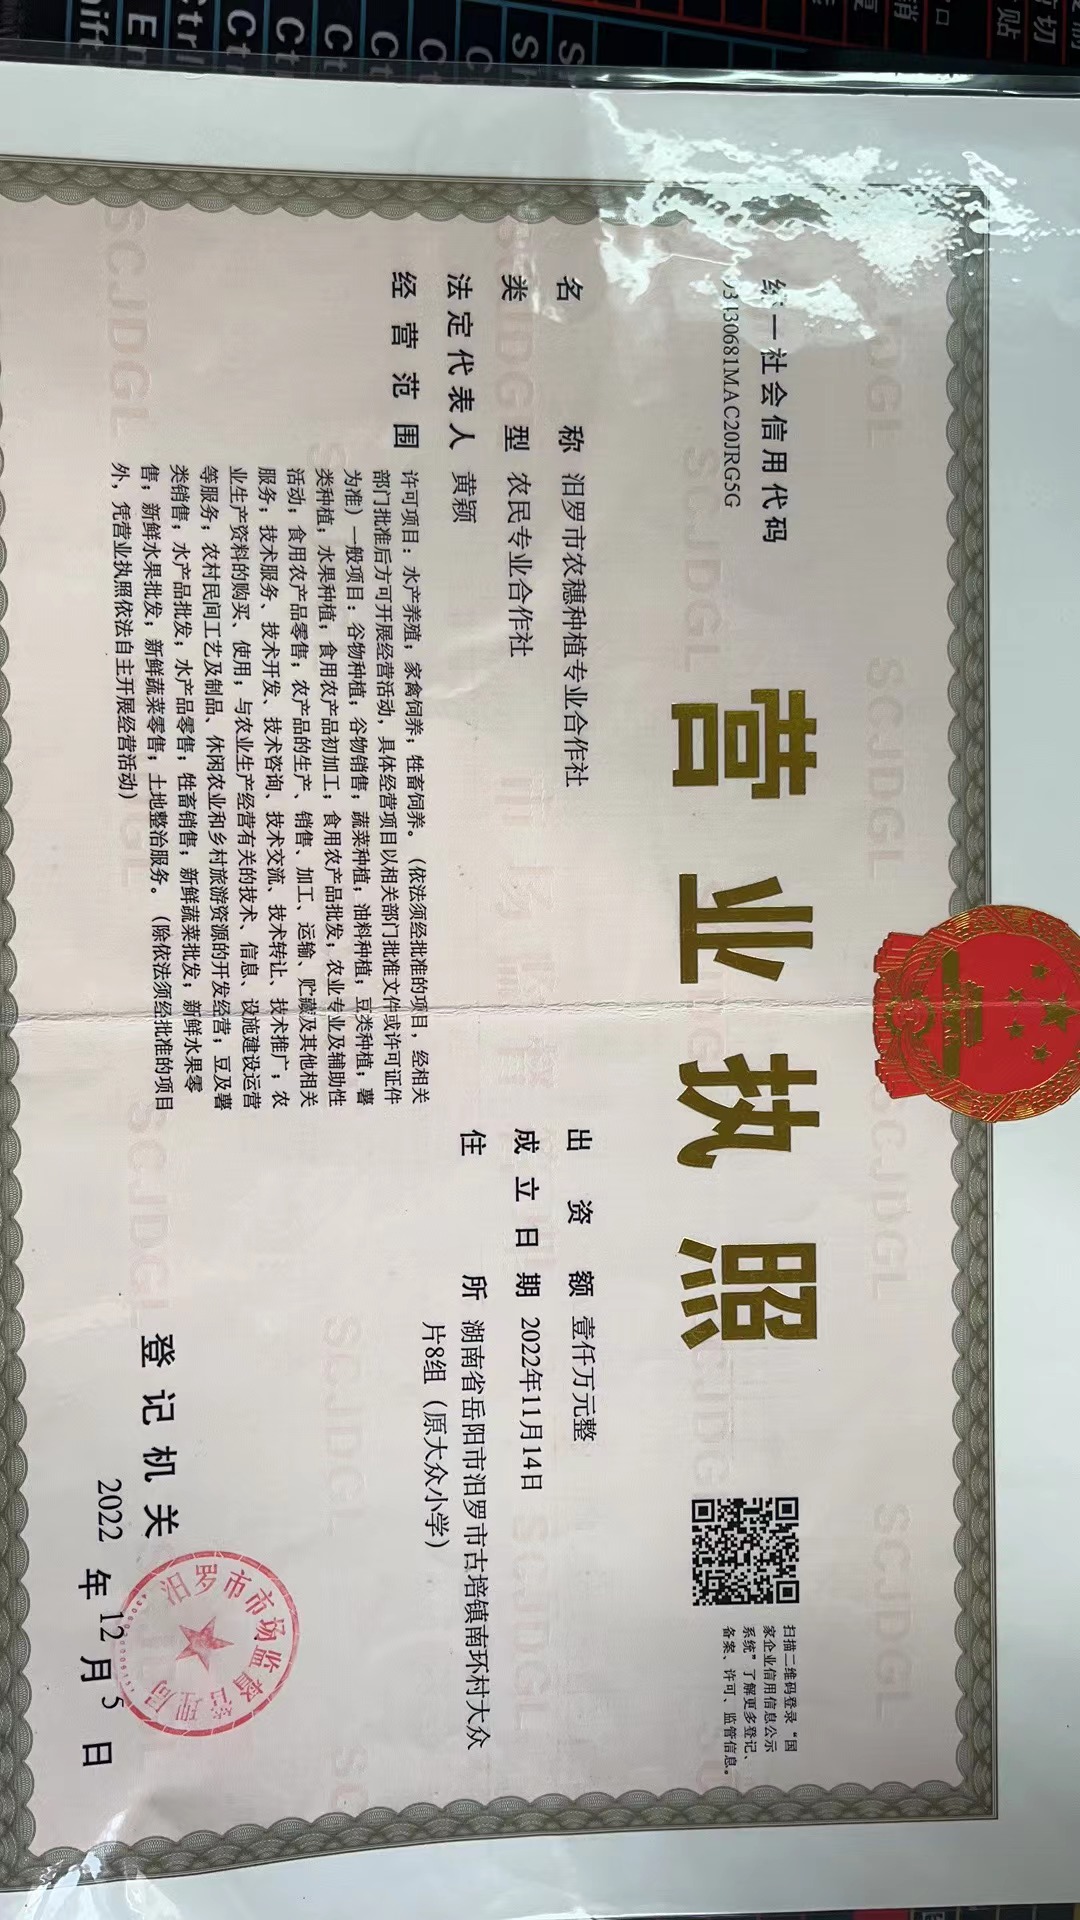 营业执照
统一社会信用代码
93430681MAC20JRG5G
扫描二维码登录“国
家企业信用信息公示
系统”了解更多登记、
备案、许可、监管信息。
名称 汨罗市农穗种植专业合作社
类型 农民专业合作社
法定代表人 黄颖
经营范围 许可项目：水产养殖；家禽饲养；牲畜饲养。（依法须经批准的项目，经相关
部门批准后方可开展经营活动，具体经营项目以相关部门批准文件或许可证件
为准）一般项目：谷物种植；谷物销售；蔬菜种植；油料种植；豆类种植；薯
类种植；水果种植；食用农产品初加工；食用农产品批发；农业专业及辅助性
活动；食用农产品零售；农产品的生产、销售、加工、运输、贮藏及其他相关
服务；技术服务、技术开发、技术咨询、技术交流、技术转让、技术推广；农
业生产资料的购买、使用；与农业生产经营有关的技术、信息、设施建设运营
等服务；农村民间工艺及制品、休闲农业和乡村旅游资源的开发经营；豆及薯
类销售；水产品批发；水产品零售；牲畜销售；新鲜蔬菜批发；新鲜水果零
售；新鲜水果批发；新鲜蔬菜零售；土地整治服务。（除依法须经批准的项目
外，凭营业执照依法自主开展经营活动）
出资额 壹仟万元整
成立日期 2022年11月14日
住所 湖南省岳阳市汨罗市古培镇南环村大众
片8组（原大众小学）
登记机关
汨罗市市场监督管理局
2022年12月5日